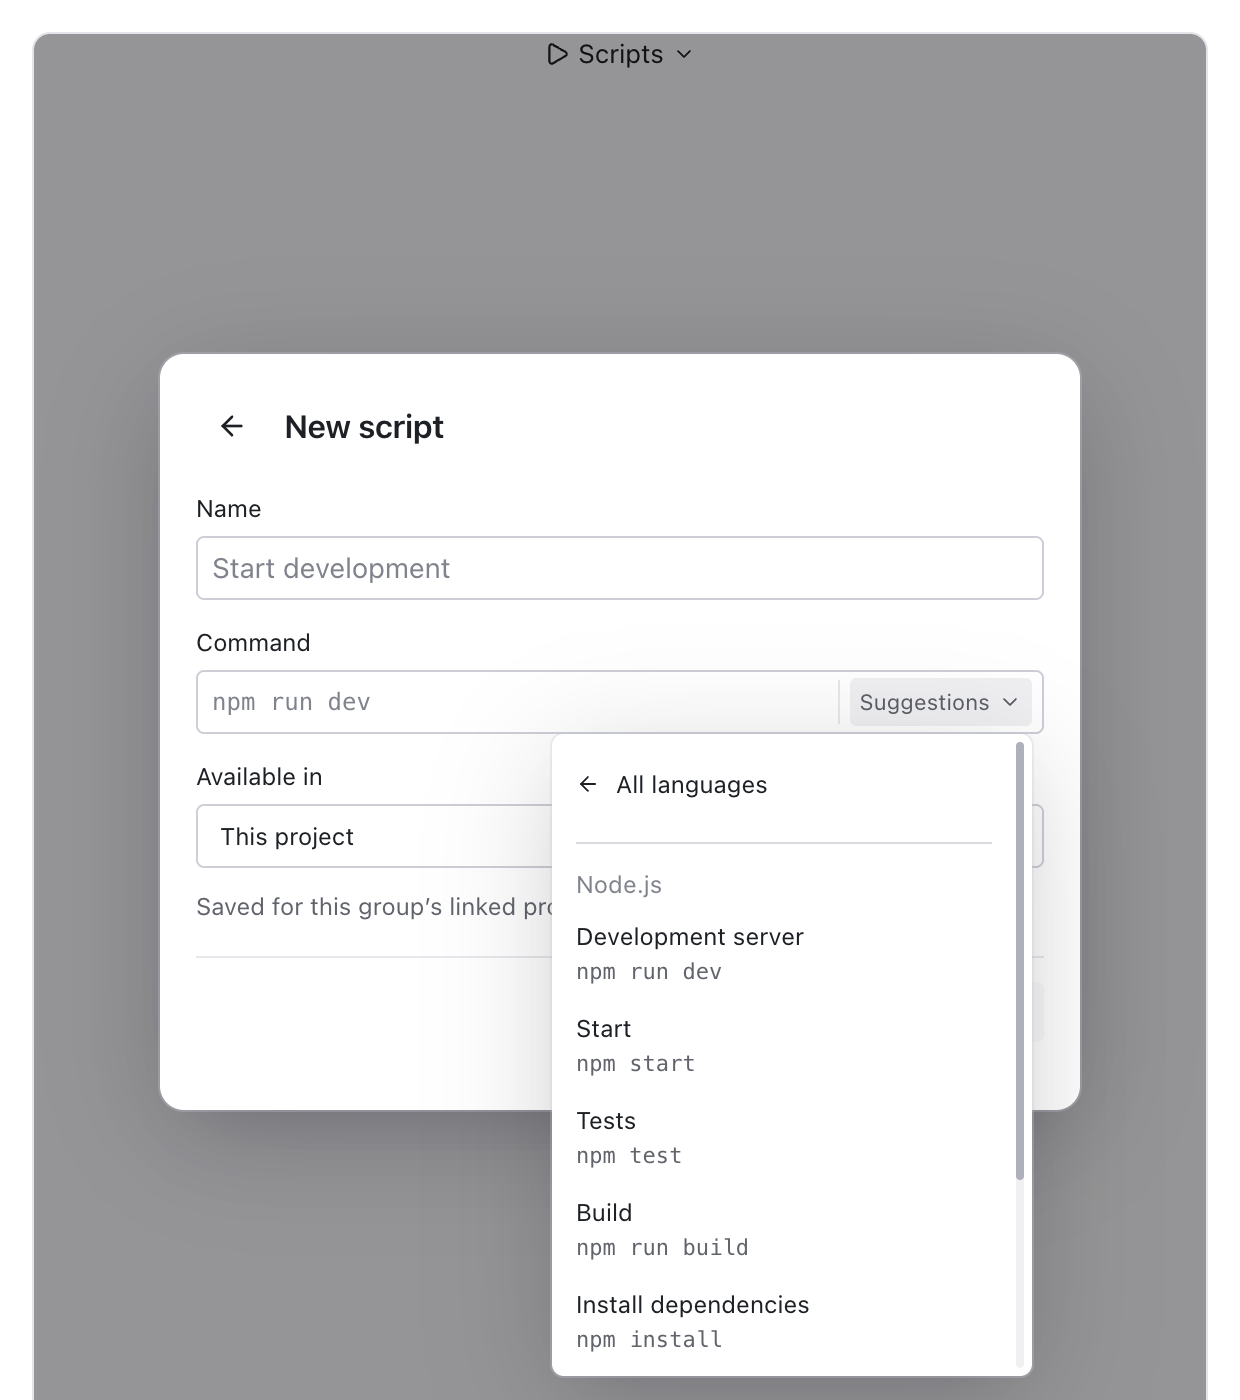 Scripts
New script
Name
Start development
Command
npm run dev
Suggestions
Available in
This project
Saved for this group’s linked
All languages
Node.js
Development server
npm run dev
Start
npm start
Tests
npm test
Build
npm run build
Install dependencies
npm install